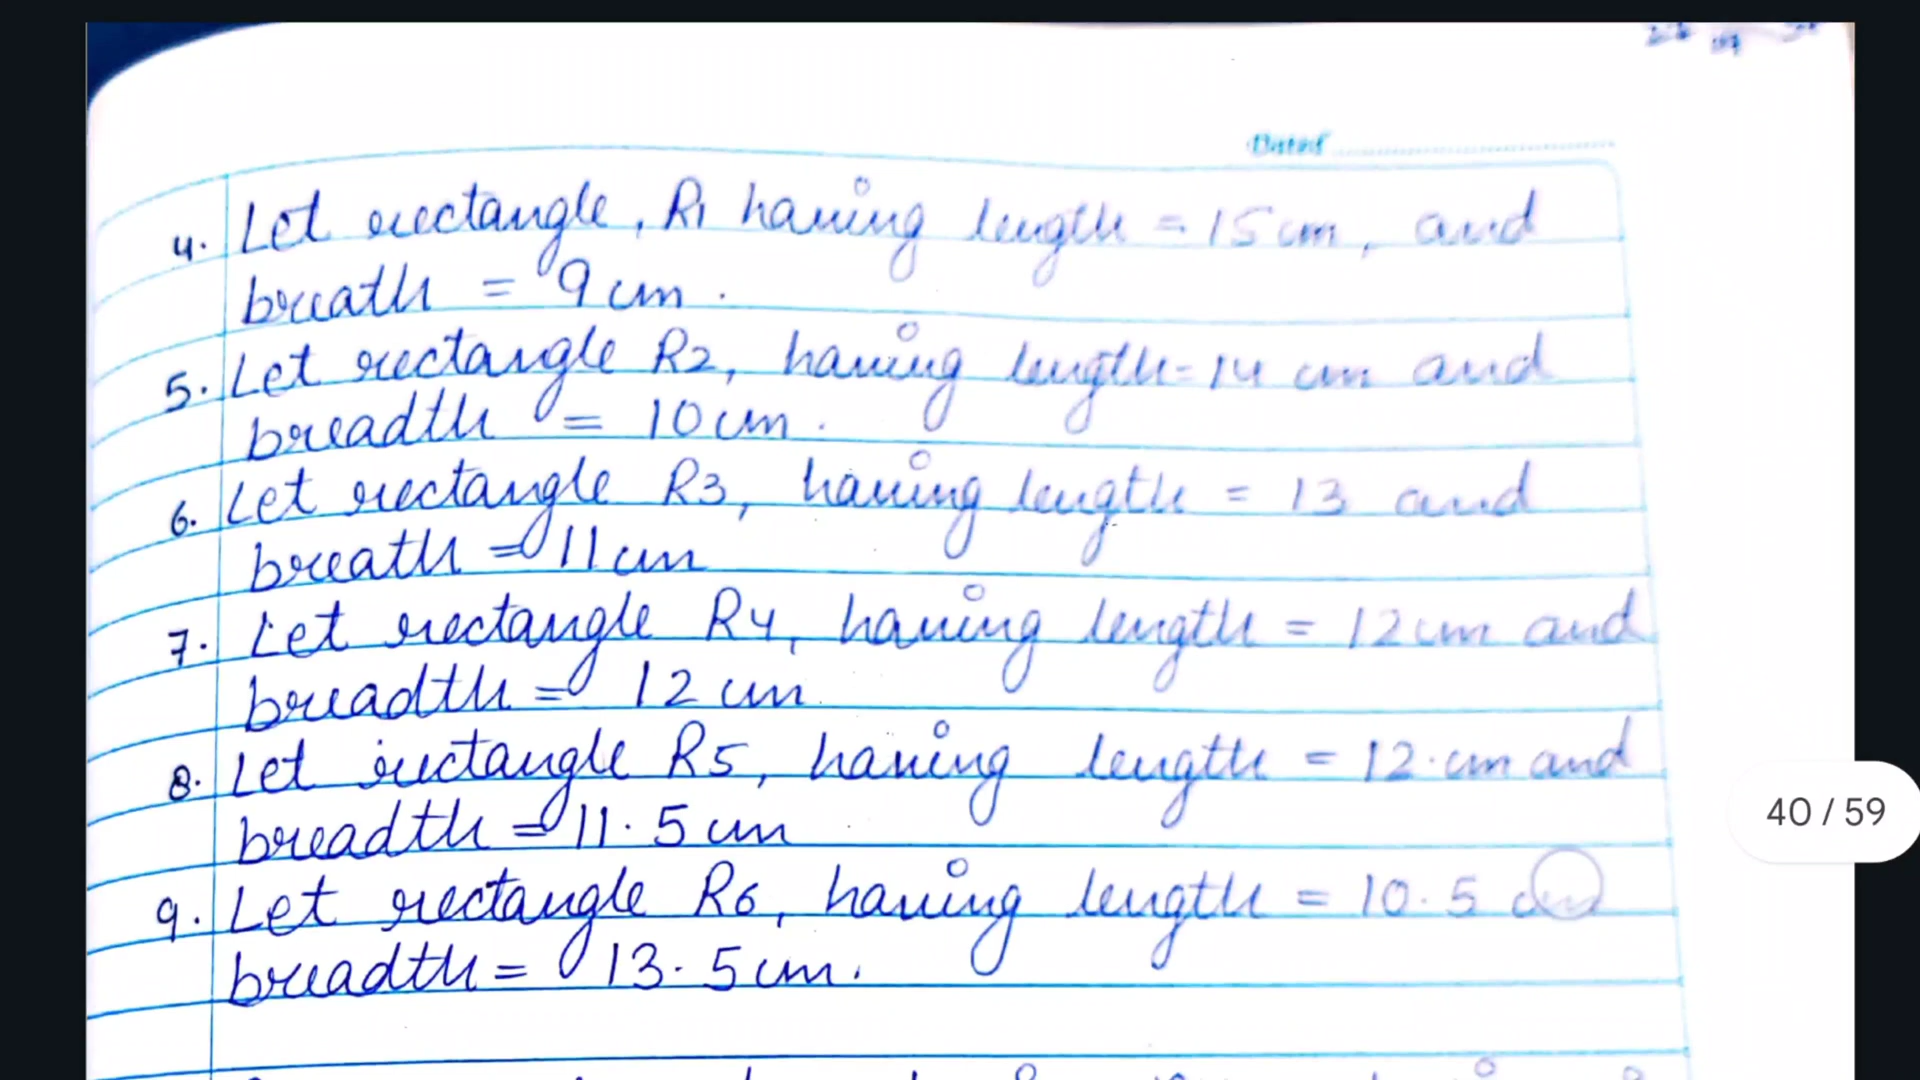 Dated
4. Let rectangle, R1 having length = 15 cm, and
breath = 9 cm.
5. Let rectangle R2, having length = 14 cm and
breadth = 10 cm.
6. Let rectangle R3, having length = 13 and
breath = 11 cm
7. Let rectangle R4, having length = 12 cm and
breadth = 12 cm.
8. Let rectangle R5, having length = 12. cm and
breadth = 11.5 cm
40 / 59
9. Let rectangle R6, having length = 10.5
breadth = 13.5 cm.